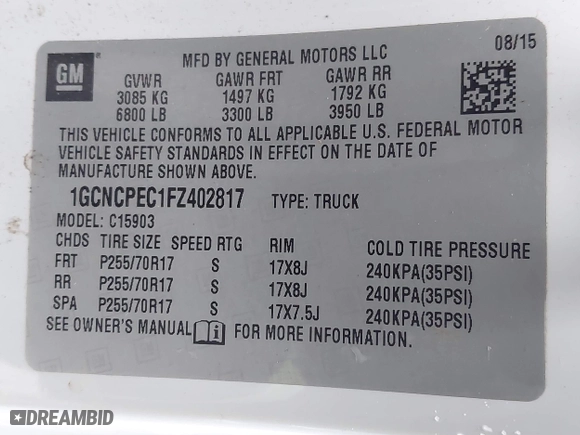 GM
MFD BY GENERAL MOTORS LLC 08/15
GVWR GAWR FRT GAWR RR
3085 KG 1497 KG 1792 KG
6800 LB 3300 LB 3950 LB
THIS VEHICLE CONFORMS TO ALL APPLICABLE U.S. FEDERAL MOTOR
VEHICLE SAFETY STANDARDS IN EFFECT ON THE DATE OF
MANUFACTURE SHOWN ABOVE.
1GCNCPEC1FZ402817 TYPE: TRUCK
MODEL: C15903
CHDS TIRE SIZE SPEED RTG RIM COLD TIRE PRESSURE
FRT P255/70R17 S 17X8J 240KPA(35PSI)
RR P255/70R17 S 17X8J 240KPA(35PSI)
SPA P255/70R17 S 17X7.5J 240KPA(35PSI)
SEE OWNER'S MANUAL FOR MORE INFORMATION.
DREAMBID